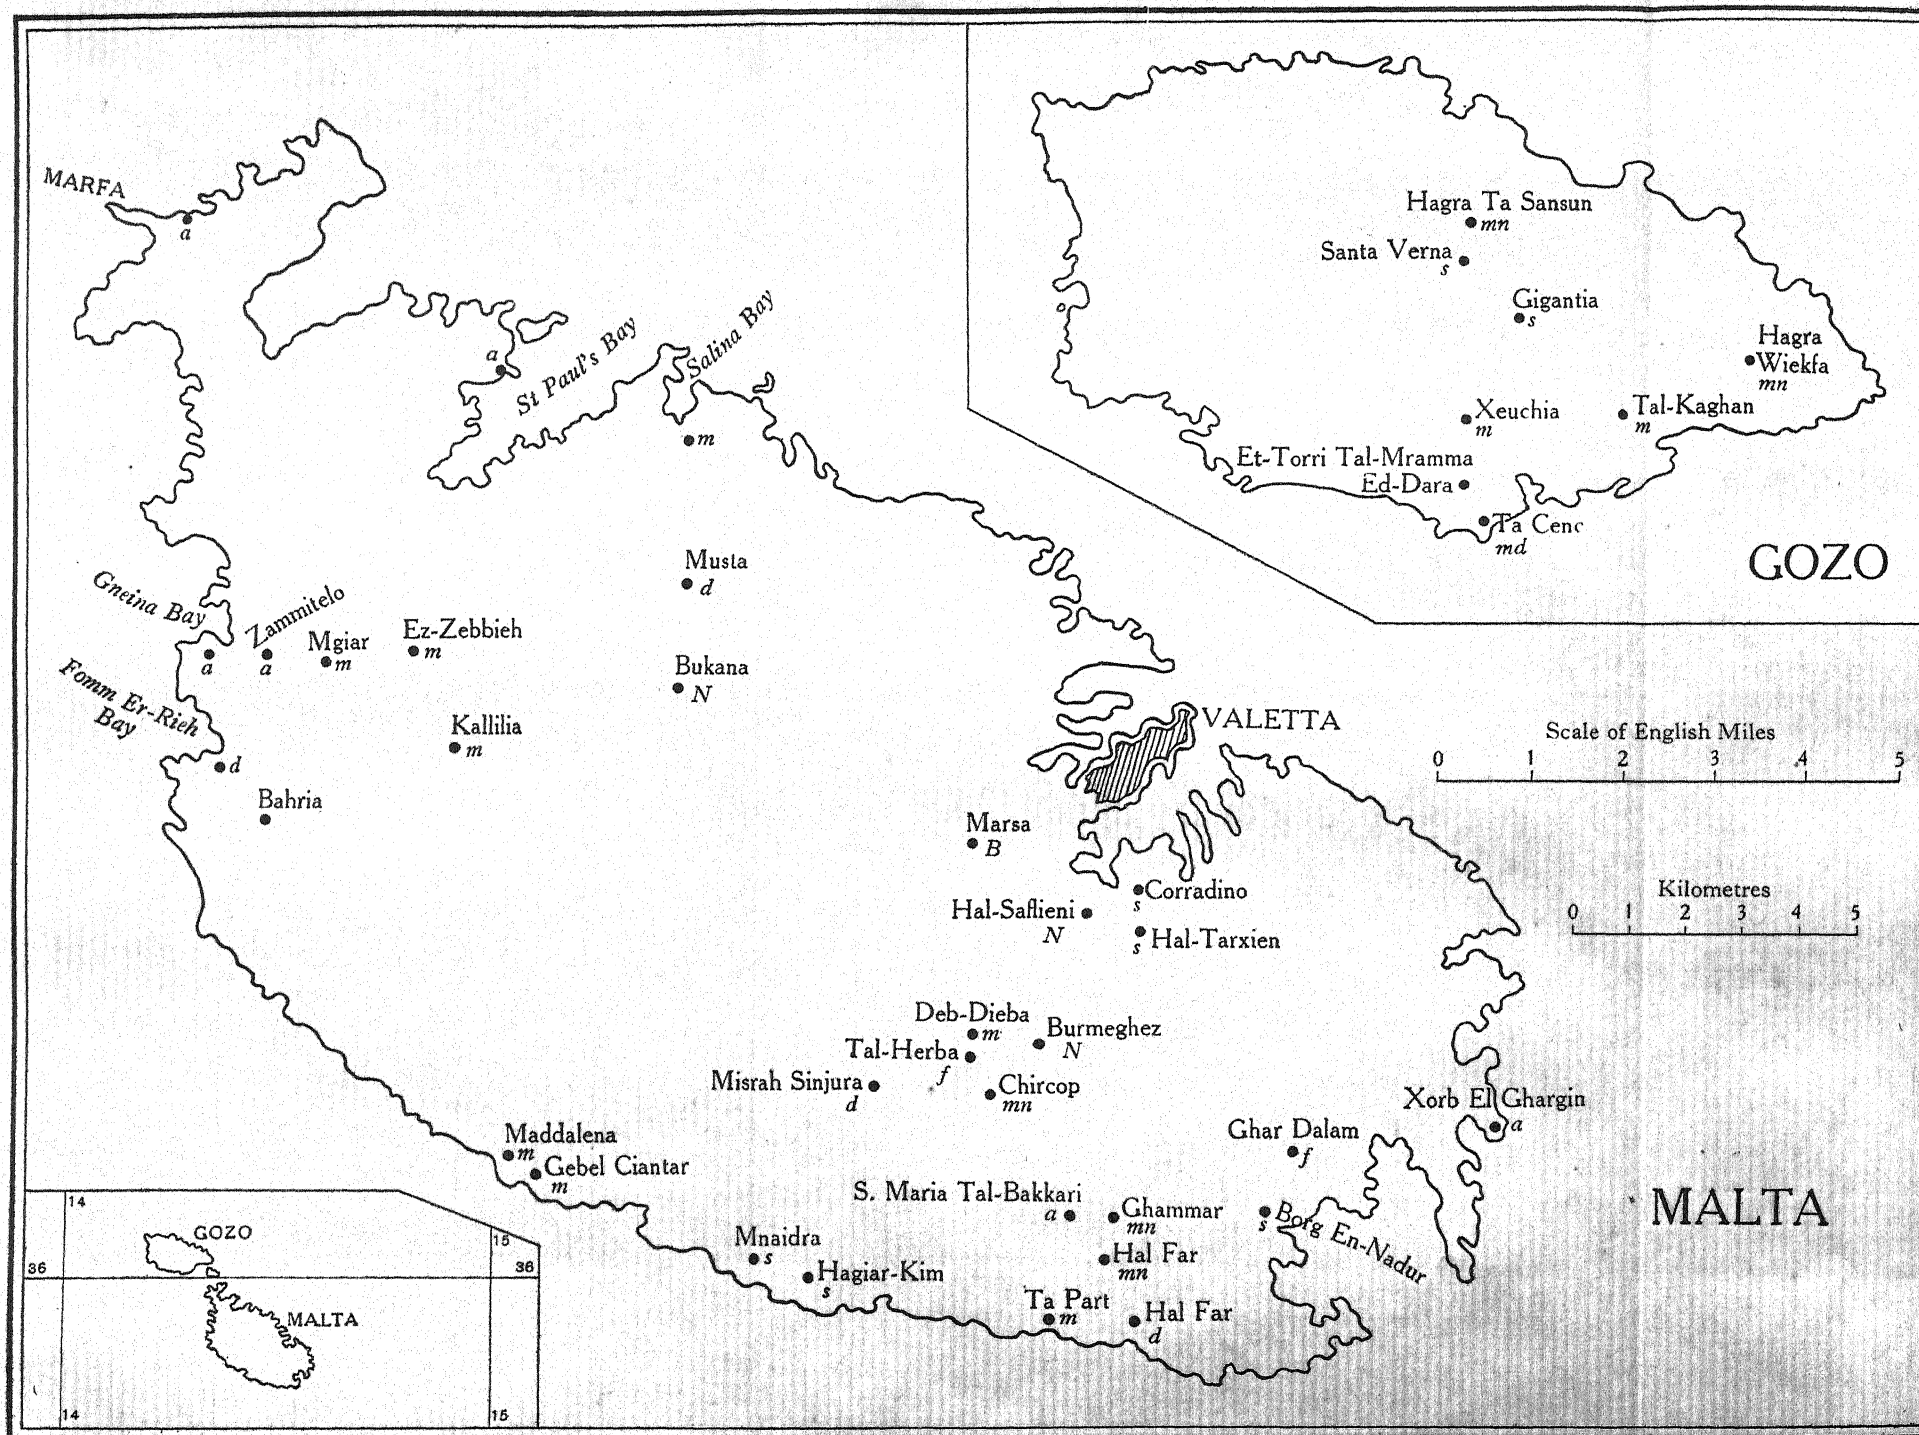 MARFA
a
a
St Paul's Bay
Salina Bay
m
Musta
d
Gneina Bay
a
Zammitelo
a
Mgiar
m
Ez-Zebbieh
m
Bukana
N
Fomm Er-Rieh
Bay
d
Kallilia
m
Bahria
VALETTA
Marsa
B
Corradino
s
Hal-Saflieni
N
s Hal-Tarxien
Deb-Dieba
m
Burmeghez
N
Tal-Herba
f
Misrah Sinjura
d
Chircop
mn
Xorb El Ghargin
a
Ghar Dalam
f
Maddalena
m
Gebel Ciantar
m
S. Maria Tal-Bakkari
a
Ghammar
mn
s Borg En-Nadur
Mnaidra
s
Hagiar-Kim
s
Hal Far
mn
Ta Part
m
Hal Far
d
MALTA
Hagra Ta Sansun
mn
Santa Verna
s
Gigantia
s
Hagra
Wiekfa
mn
Xeuchia
m
Tal-Kaghan
m
Et-Torri Tal-Mramma
Ed-Dara
Ta Cenc
md
GOZO
Scale of English Miles
0 1 2 3 4 5
Kilometres
0 1 2 3 4 5
14
15
GOZO
36
36
MALTA
14
15